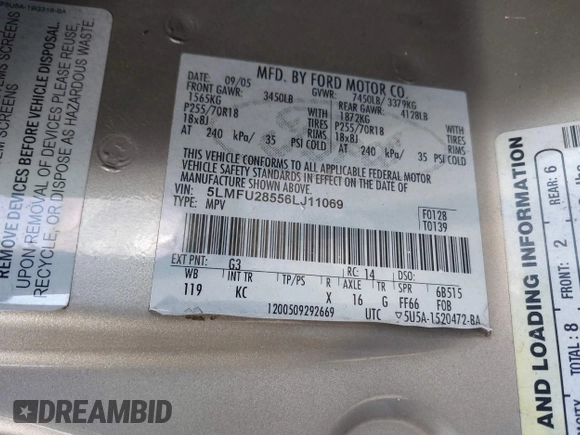 EMS SCREENS
REMOVE DEVICES BEFORE VEHICLE DISPOSAL.
UPON REMOVAL REUSE,
RECYCLE, OR DISPOSE AS HAZARDOUS WASTE.
MFD. BY FORD MOTOR CO.
09/05
GVWR: 7450LB/ 3379KG
FRONT GAWR: 3450LB
1565KG
P255/70R18 WITH TIRES
18x8J RIMS
AT 240 kPa/ 35 PSI COLD
REAR GAWR: 4128LB
1872KG
P255/70R18 WITH TIRES
18x8J RIMS
AT 240 kPa/ 35 PSI COLD
THIS VEHICLE CONFORMS TO ALL APPLICABLE FEDERAL MOTOR
VEHICLE SAFETY STANDARDS IN EFFECT ON THE DATE OF
MANUFACTURE SHOWN ABOVE.
VIN: 5LMFU28556LJ11069
TYPE: MPV
F0128
T0139
EXT PNT: G3 RC: 14 DSO:
WB INT TR TP/PS R AXLE TR SPR 6B515
119 KC X 16 G FF66 FOB
1200509292669 UTC ▽5U5A-1520472-BA
AND LOADING INFORMATION
TOTAL: 8 FRONT: 2 REAR: 6